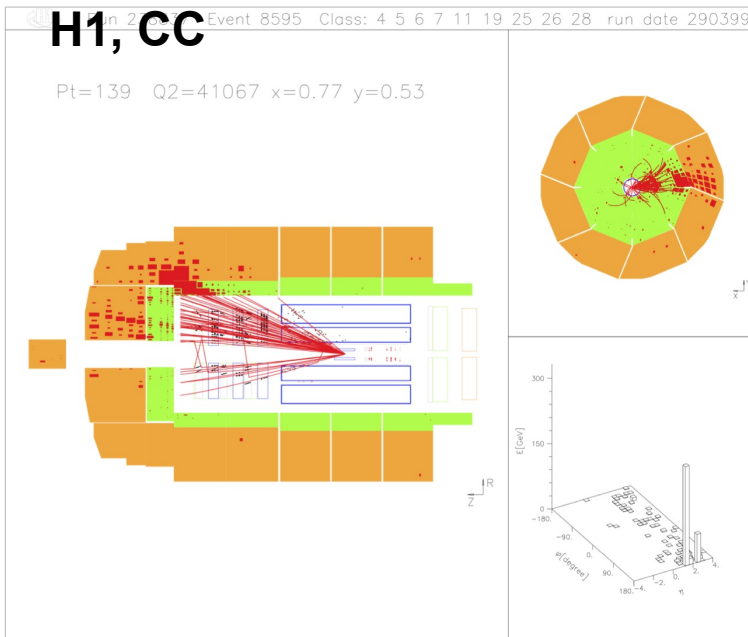 H1, CC
Run Event 8595 Class: 4 5 6 7 11 19 25 26 28 run date 290399
Pt=139 Q2=41067 x=0.77 y=0.53
R
Z
Y
X
E[GeV]
300
150
0
-180.
-90.
0.
90.
180.
φ[degree]
-4.
-2.
0.
2.
4.
η